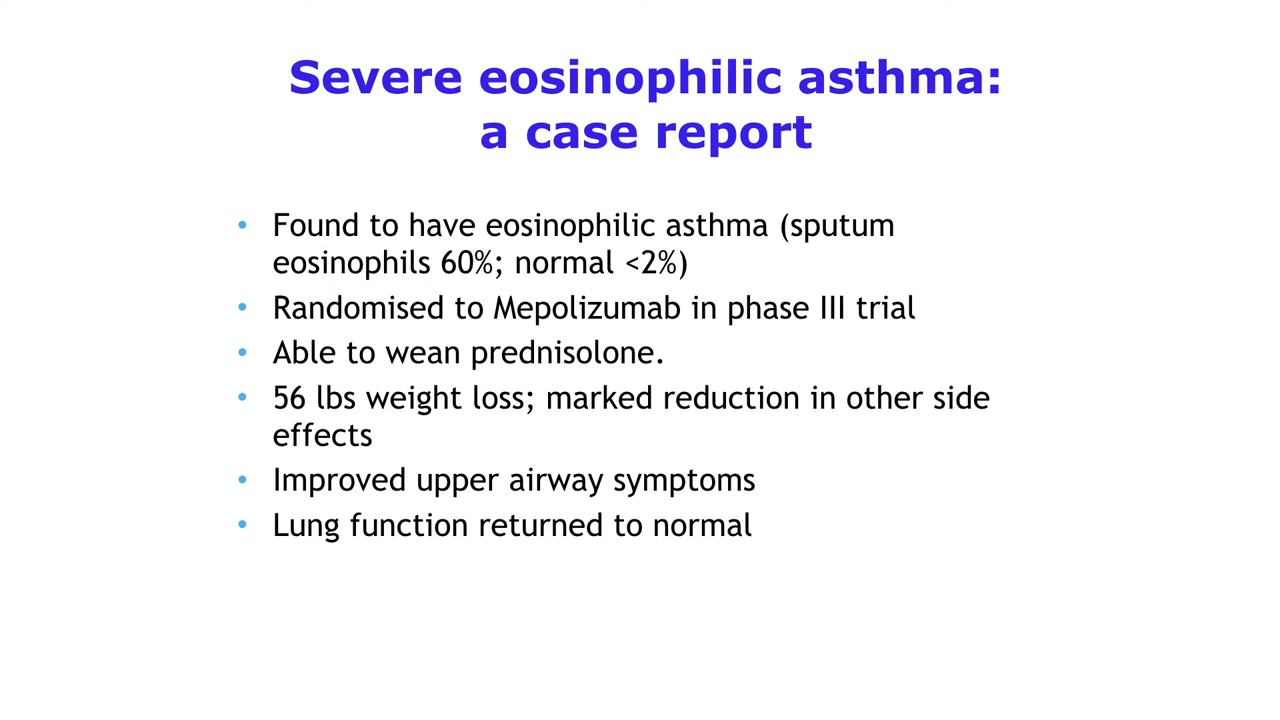 Severe eosinophilic asthma:
a case report
• Found to have eosinophilic asthma (sputum
eosinophils 60%; normal <2%)
• Randomised to Mepolizumab in phase III trial
• Able to wean prednisolone.
• 56 lbs weight loss; marked reduction in other side
effects
• Improved upper airway symptoms
• Lung function returned to normal